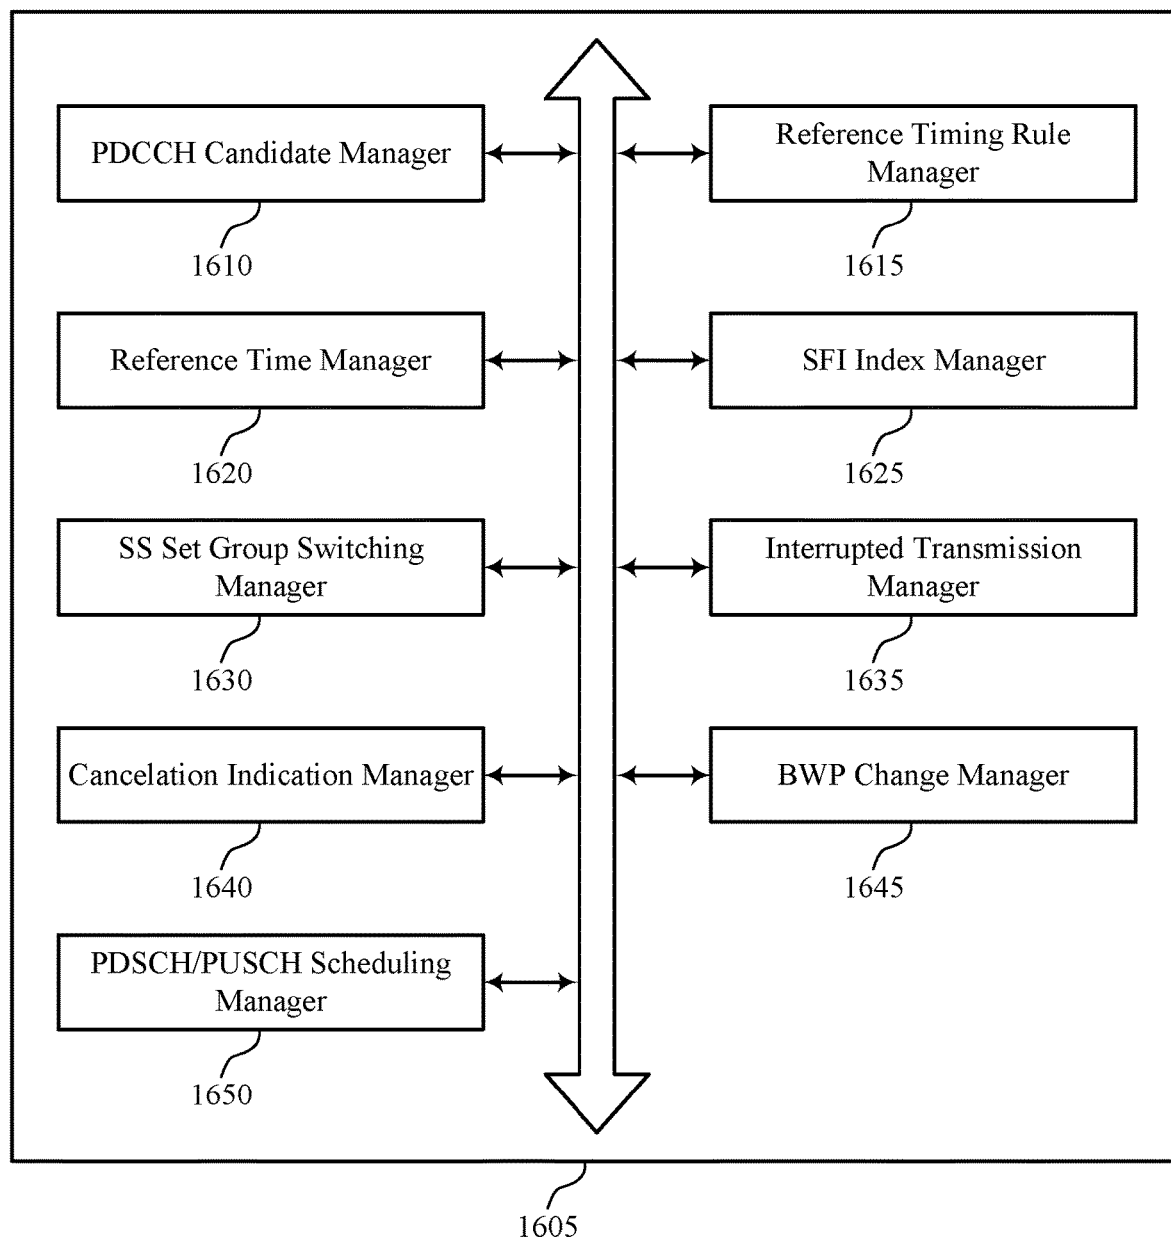 PDCCH Candidate Manager
1610
Reference Timing Rule
Manager
1615
Reference Time Manager
1620
SFI Index Manager
1625
SS Set Group Switching
Manager
1630
Interrupted Transmission
Manager
1635
Cancelation Indication Manager
1640
BWP Change Manager
1645
PDSCH/PUSCH Scheduling
Manager
1650
1605